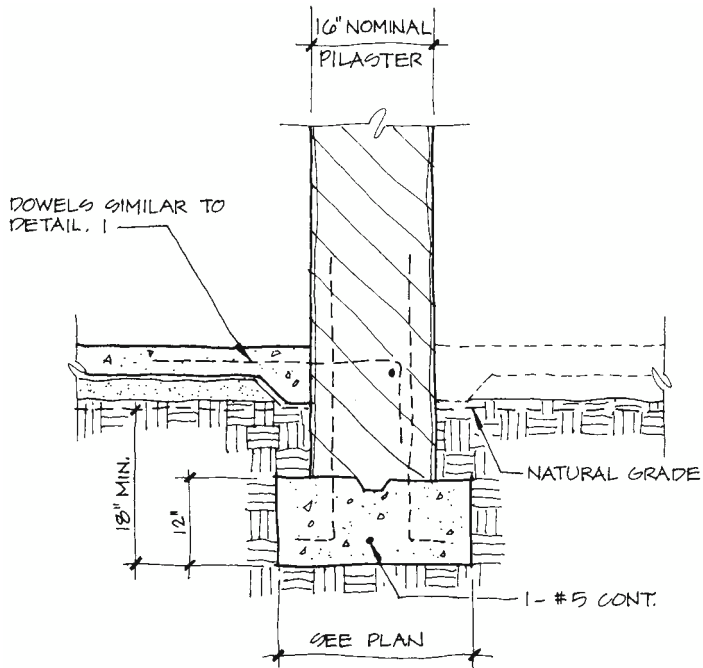 16" NOMINAL
PILASTER
DOWELS SIMILAR TO
DETAIL. 1
NATURAL GRADE
18" MIN.
12"
1- #5 CONT.
SEE PLAN